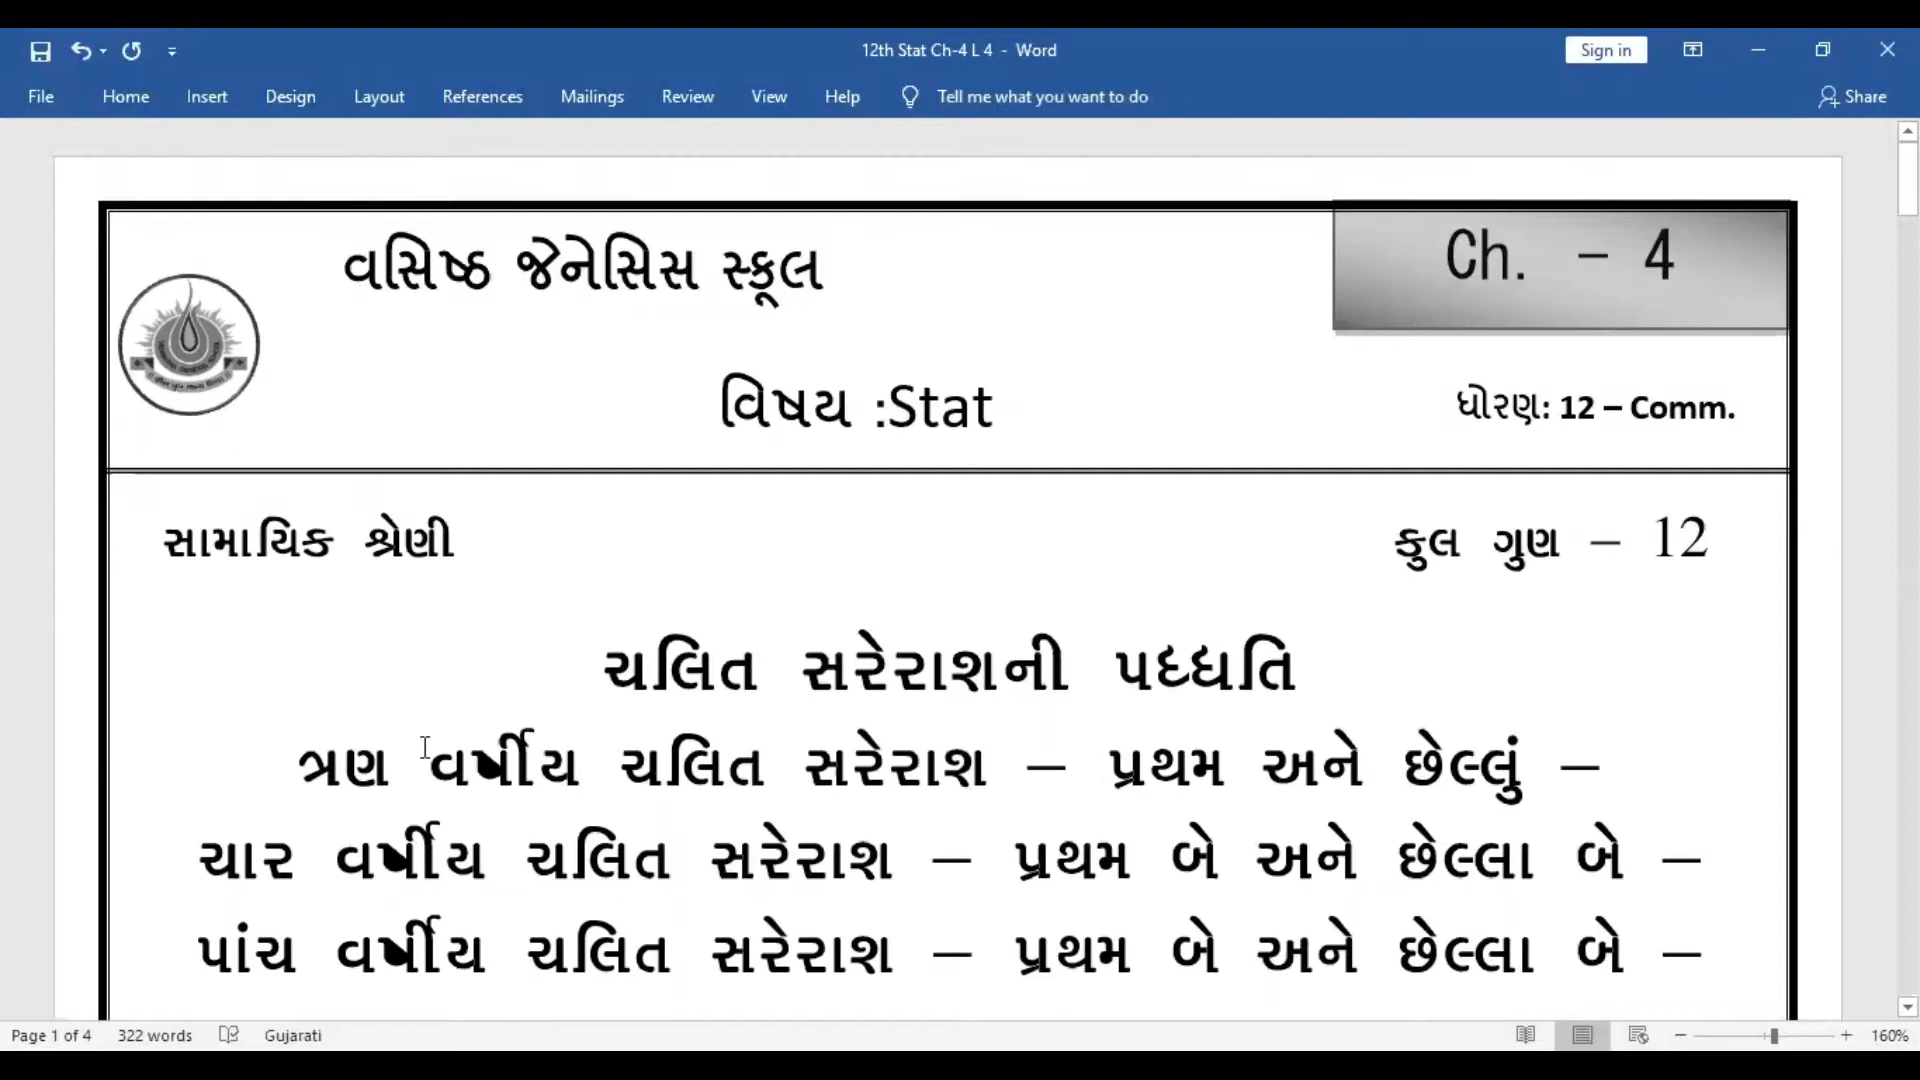 12th Stat Ch-4 L 4 - Word
Sign in
File Home Insert Design Layout References Mailings Review View Help Tell me what you want to do Share
વસિષ્ઠ જેનેસિસ સ્કૂલ
Ch. - 4
વિષય :Stat
ધોરણ: 12 – Comm.
સામાયિક શ્રેણી
કુલ ગુણ – 12
ચલિત સરેરાશની પધ્ધતિ
ત્રણ વર્ષીય ચલિત સરેરાશ – પ્રથમ અને છેલ્લું –
ચાર વર્ષીય ચલિત સરેરાશ – પ્રથમ બે અને છેલ્લા બે –
પાંચ વર્ષીય ચલિત સરેરાશ – પ્રથમ બે અને છેલ્લા બે –
Page 1 of 4 322 words Gujarati 160%